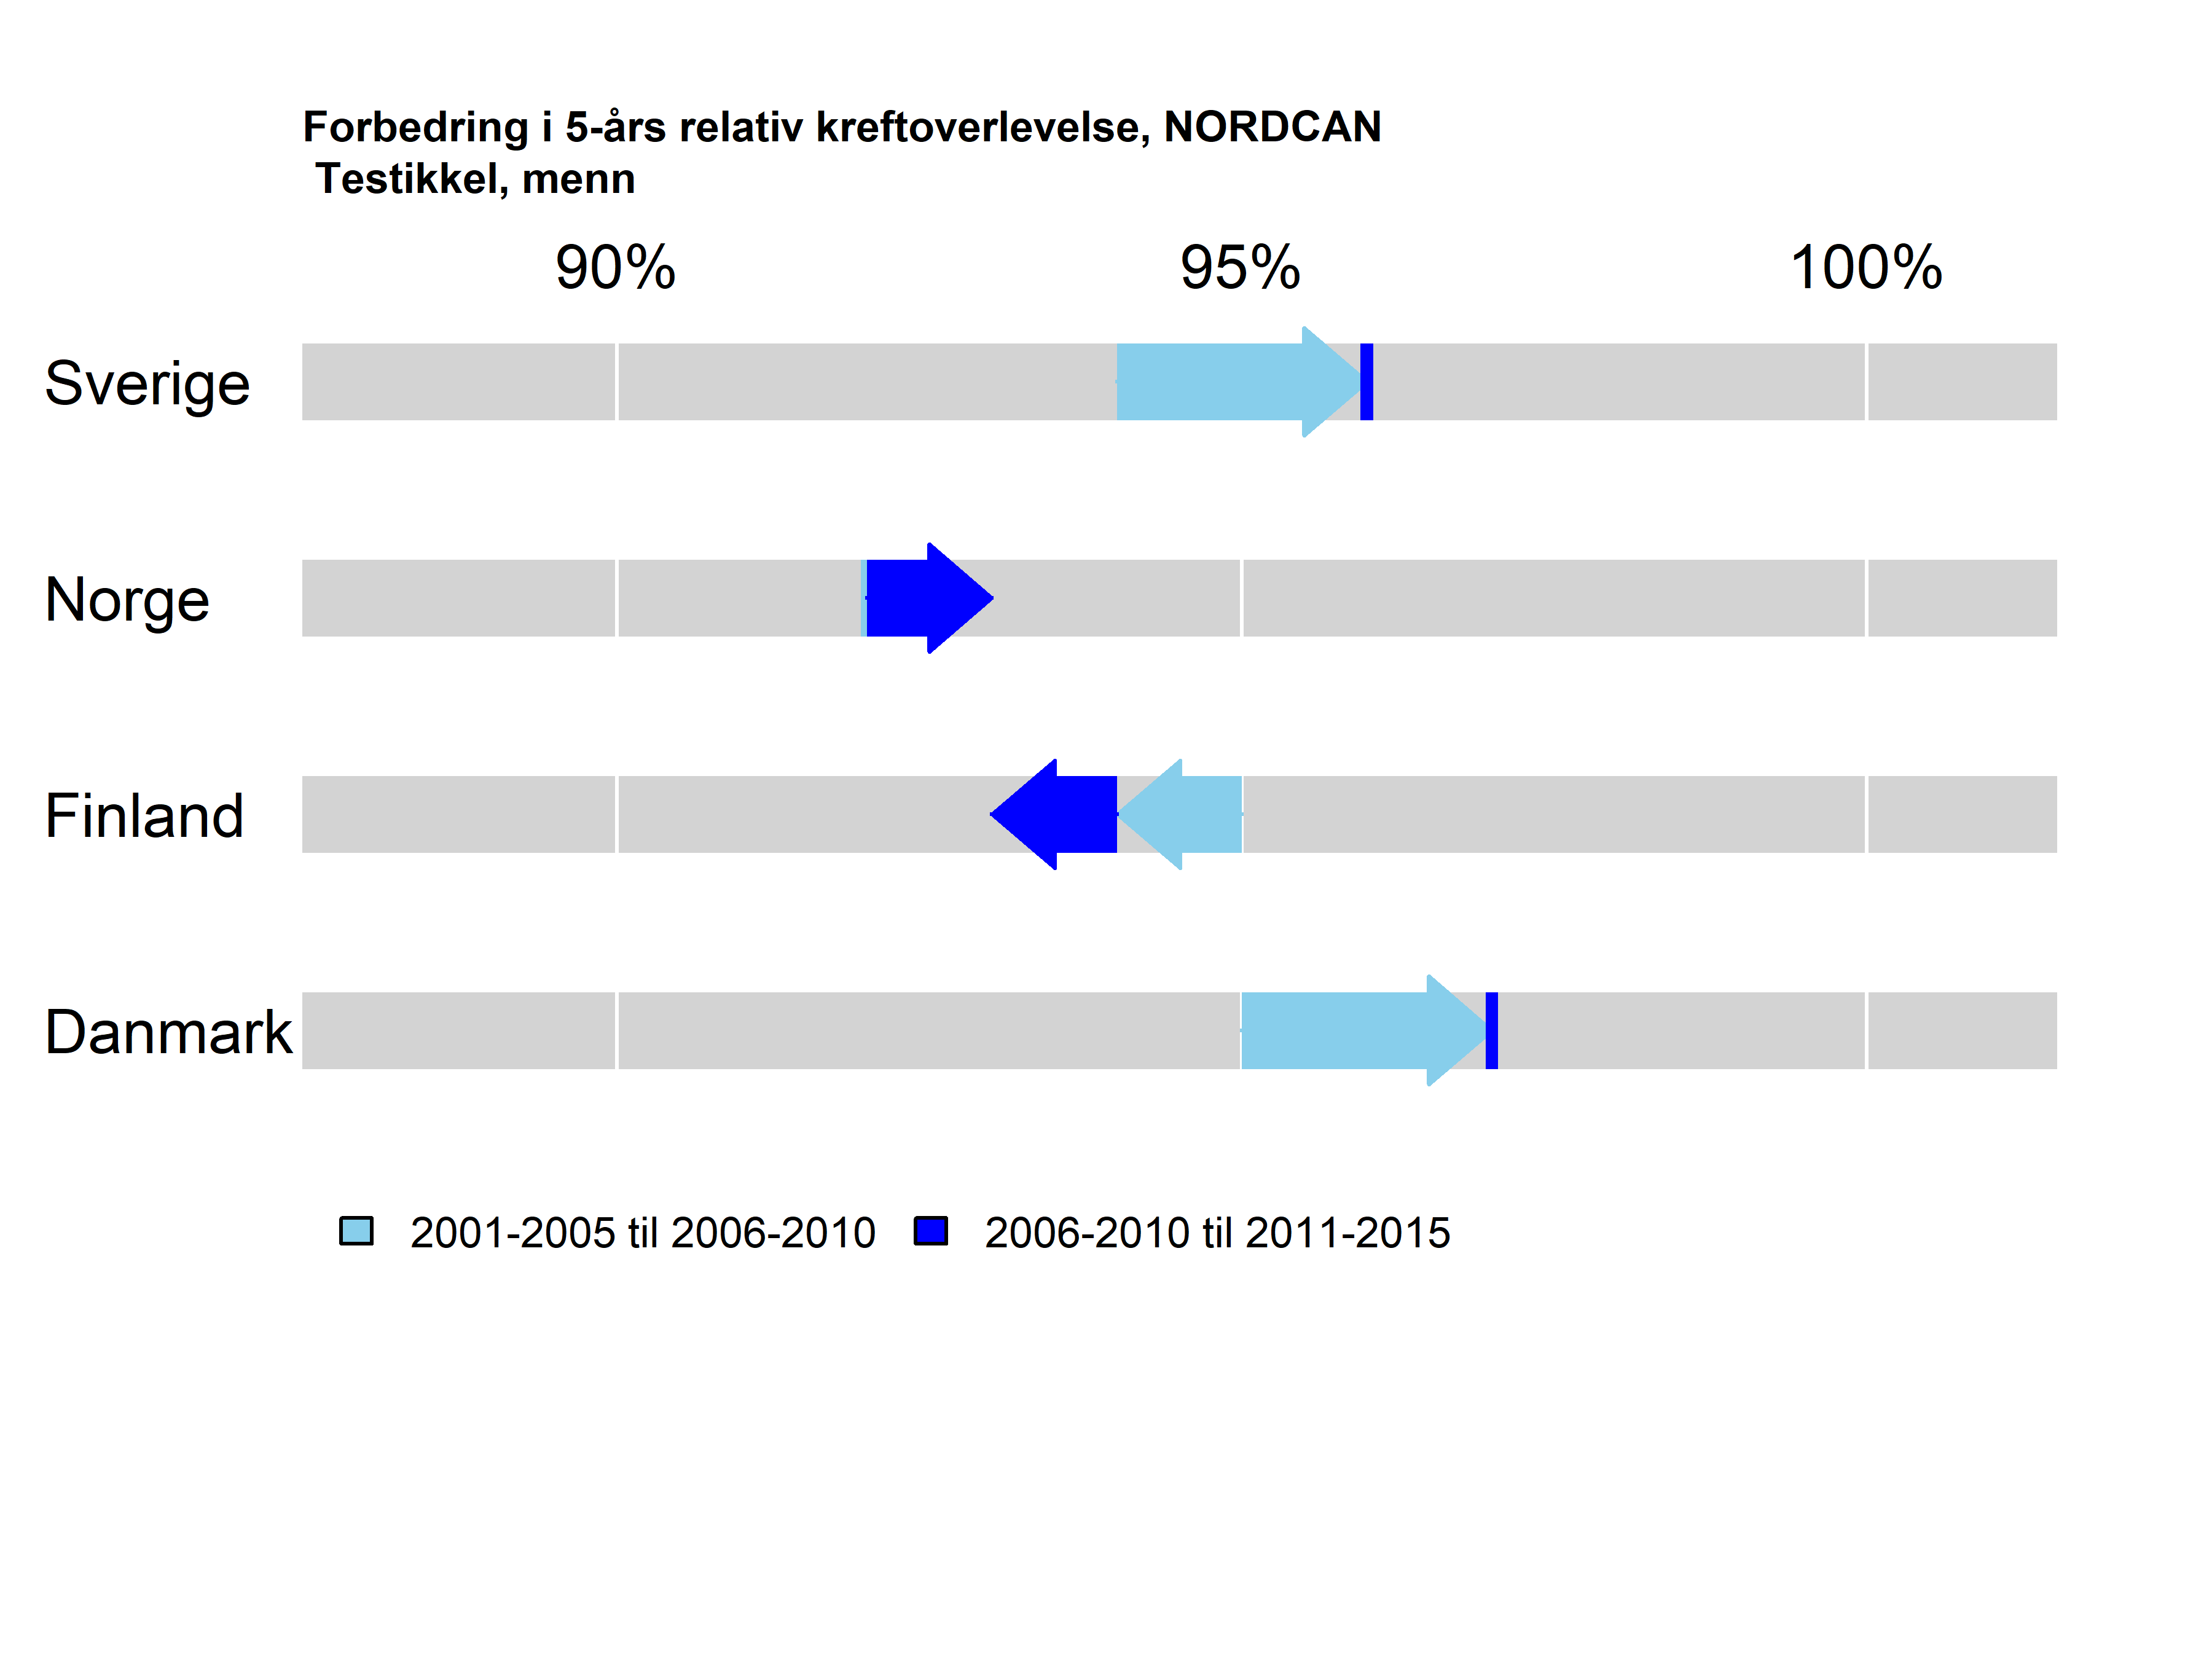 Forbedring i 5-års relativ kreftoverlevelse, NORDCAN
Testikkel, menn
90% 95% 100%
Sverige
Norge
Finland
Danmark
2001-2005 til 2006-2010 2006-2010 til 2011-2015